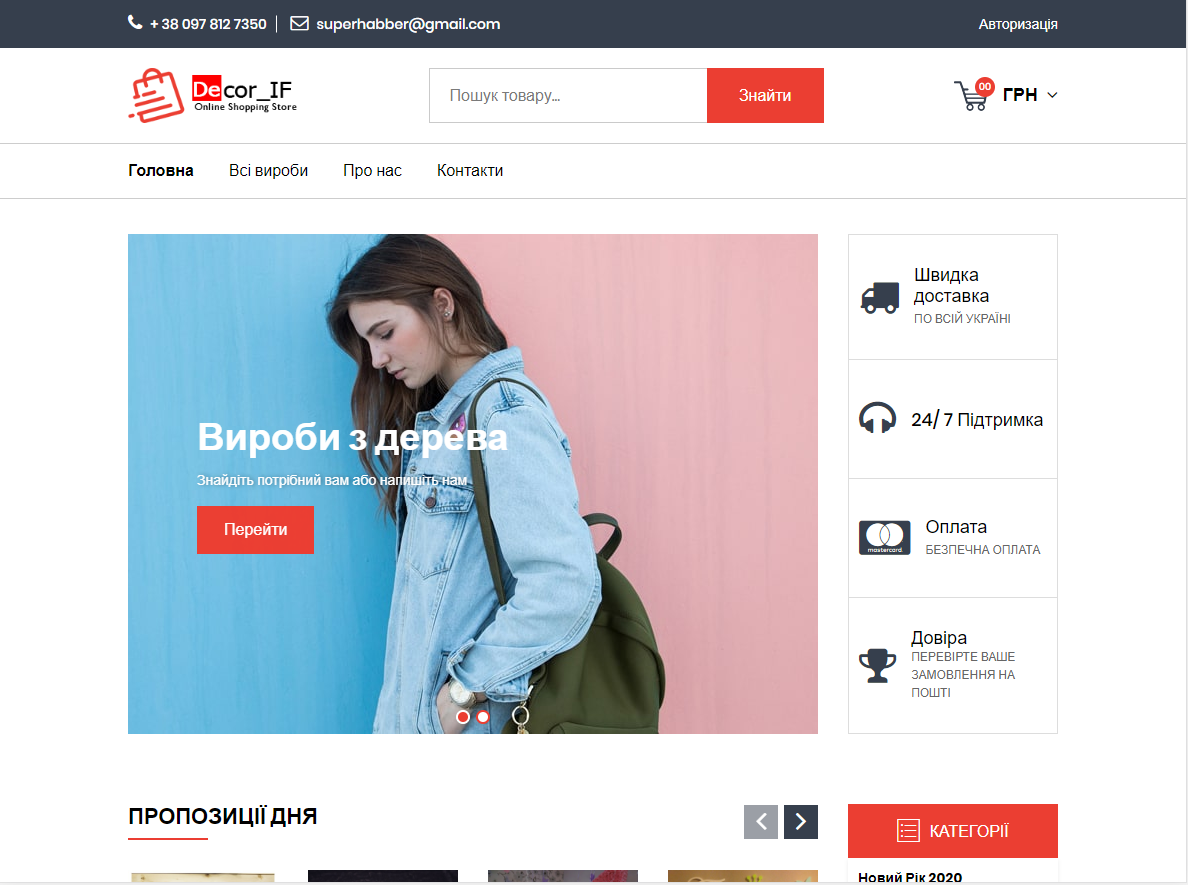 + 38 097 812 7350
superhabber@gmail.com
Авторизація
Decor_IF
Online Shopping Store
Пошук товару...
Знайти
00
ГРН
Головна
Всі вироби
Про нас
Контакти
Вироби з дерева
Знайдіть потрібний вам або напишіть нам
Перейти
Швидка
доставка
ПО ВСІЙ УКРАЇНІ
24/ 7 Підтримка
mastercard.
Оплата
БЕЗПЕЧНА ОПЛАТА
Довіра
ПЕРЕВІРТЕ ВАШЕ
ЗАМОВЛЕННЯ НА
ПОШТІ
ПРОПОЗИЦІЇ ДНЯ
КАТЕГОРІЇ
Новий Рік 2020